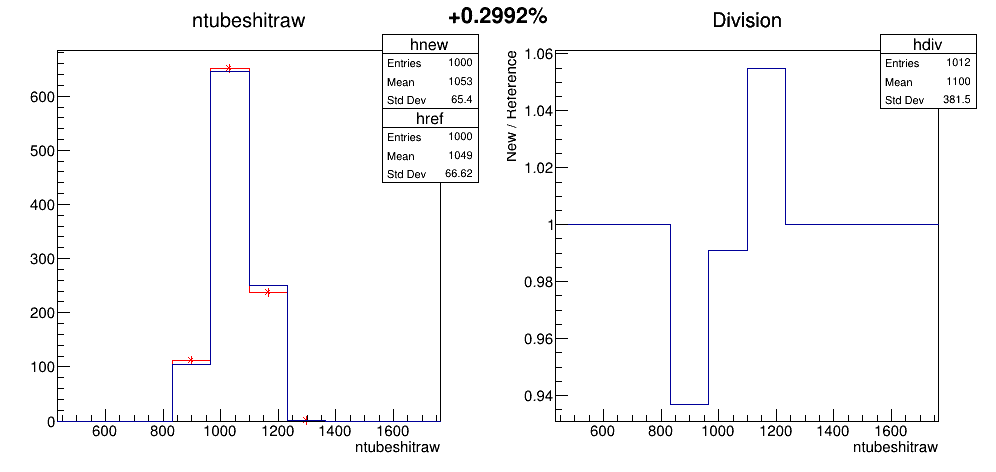 +0.2992%
ntubeshitraw
hnew
Entries 1000
Mean 1053
Std Dev 65.4
href
Entries 1000
Mean 1049
Std Dev 66.62
600
500
400
300
200
100
0
600 800 1000 1200 1400 1600
ntubeshitraw
Division
hdiv
Entries 1012
Mean 1100
Std Dev 381.5
New / Reference
1.06
1.04
1.02
1
0.98
0.96
0.94
600 800 1000 1200 1400 1600
ntubeshitraw